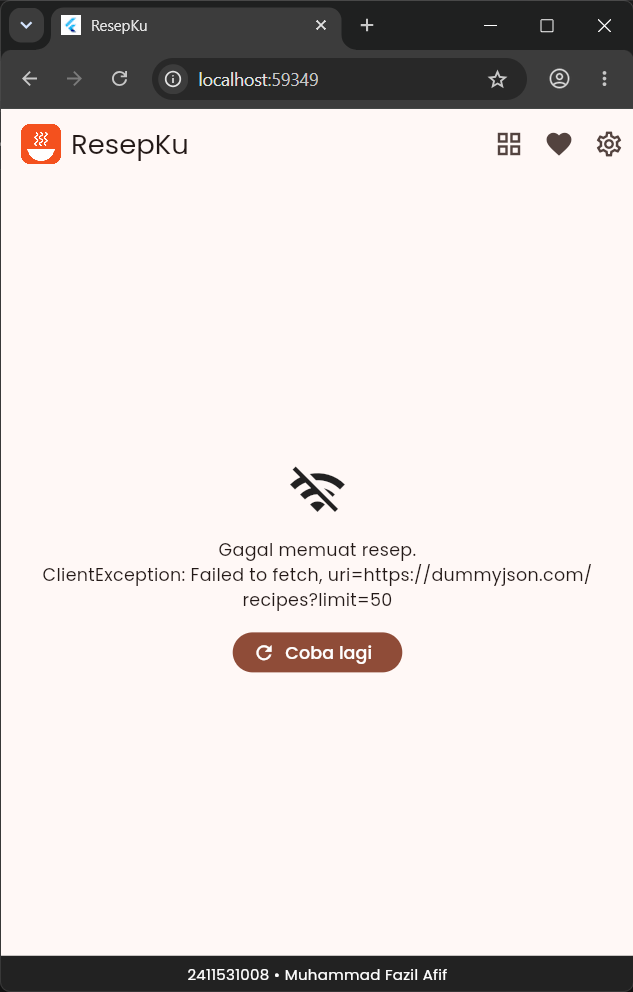 ResepKu
localhost:59349
ResepKu
Gagal memuat resep.
ClientException: Failed to fetch, uri=https://dummyjson.com/
recipes?limit=50
Coba lagi
2411531008 • Muhammad Fazil Afif